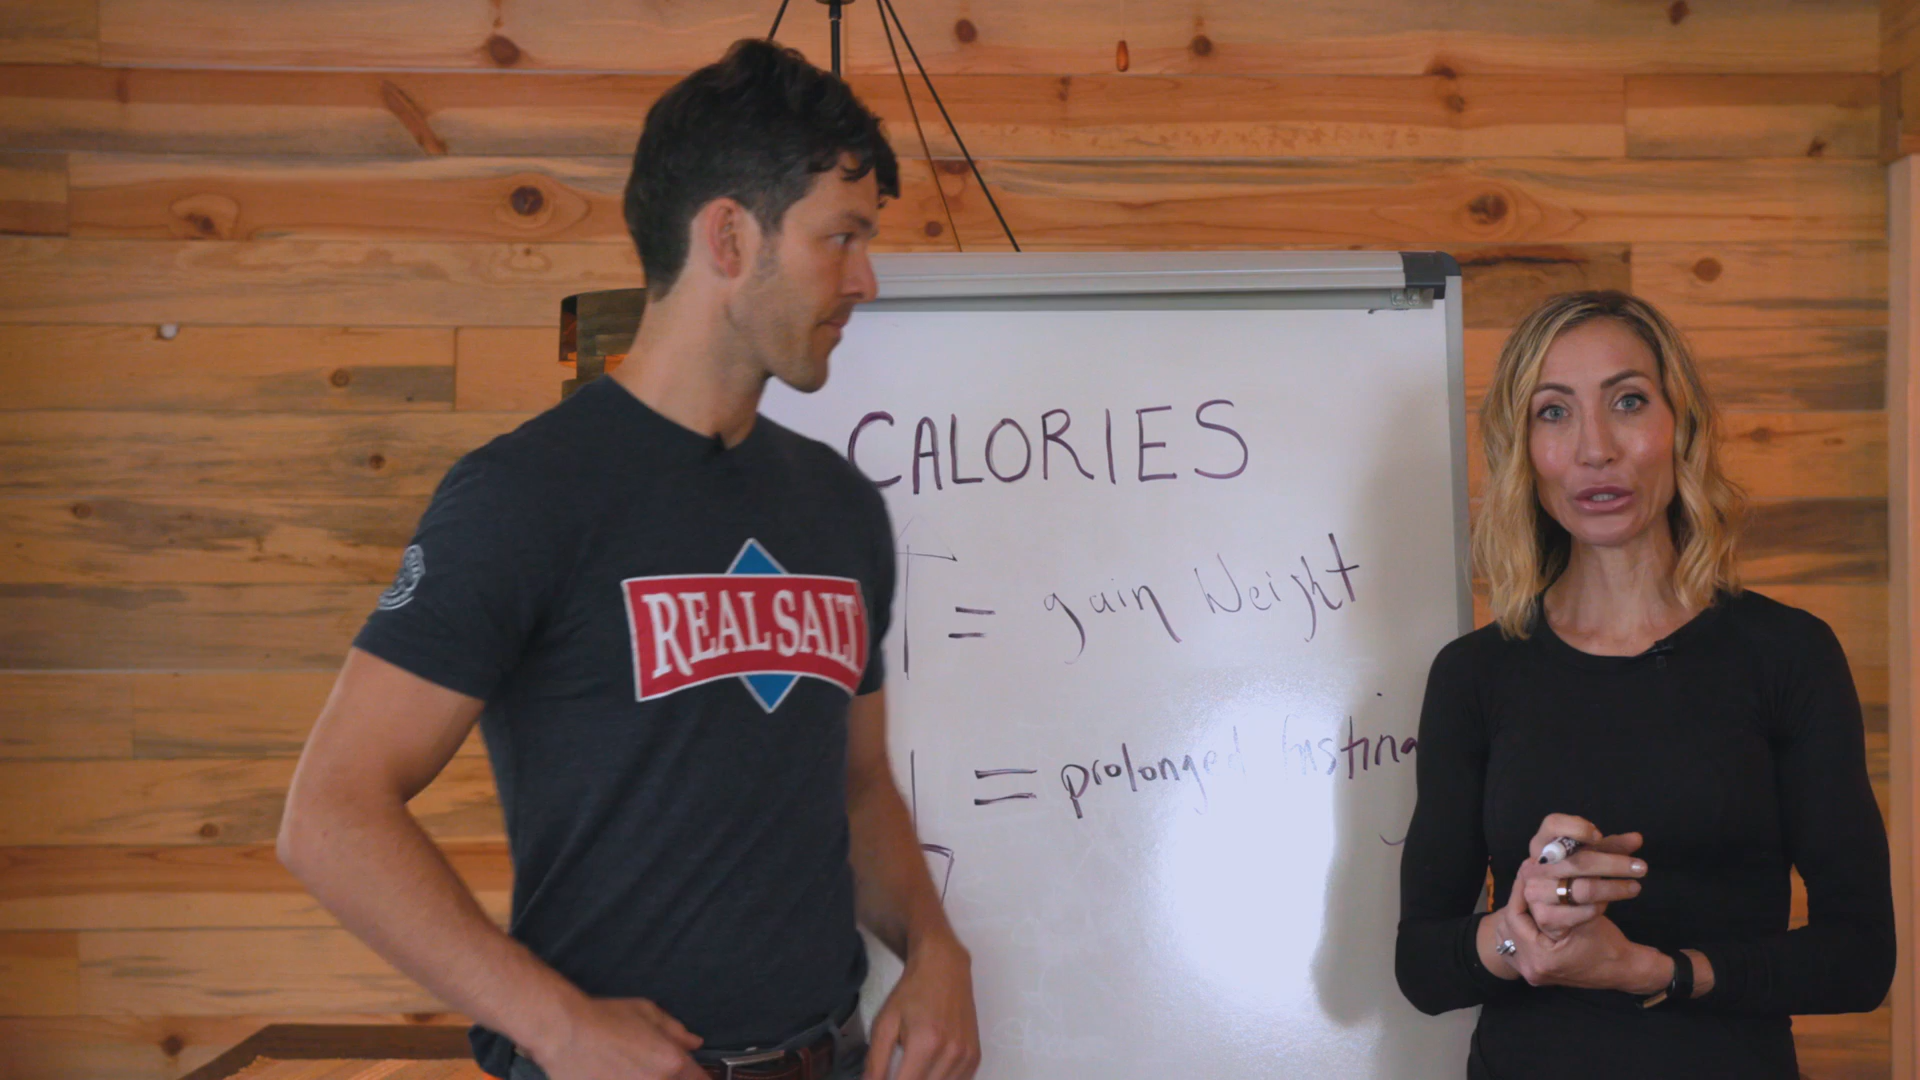 CALORIES
REAL SALT
= gain Weight
= prolonged fasting